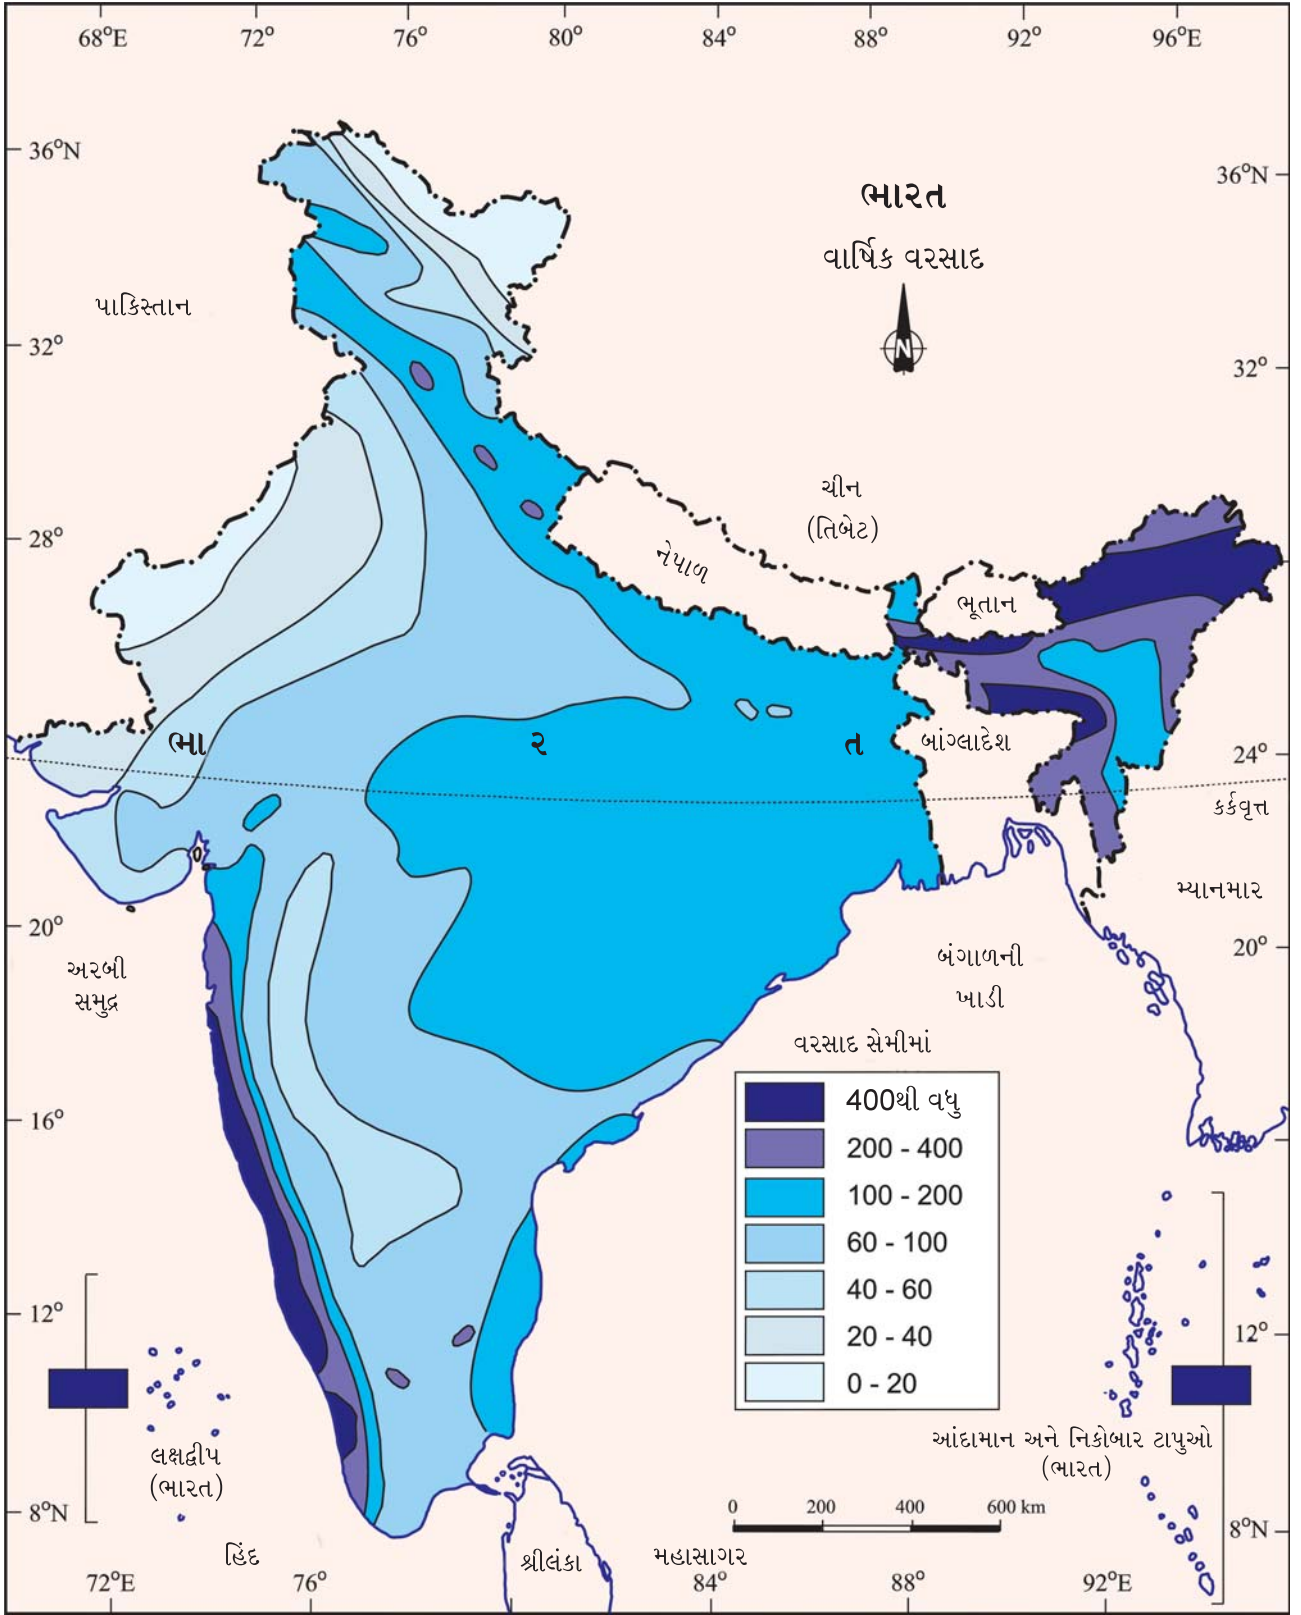 68°E 72° 76° 80° 84° 88° 92° 96°E
36°N
36°N
ભારત
વાર્ષિક વરસાદ
N
પાકિસ્તાન
32°
32°
ચીન
(તિબેટ)
28°
નેપાળ
ભૂતાન
ભા ર ત
બાંગ્લાદેશ
24°
કર્કવૃત્ત
મ્યાનમાર
20°
20°
અરબી
સમુદ્ર
બંગાળની
ખાડી
વરસાદ સેમીમાં
400થી વધુ
200 - 400
100 - 200
60 - 100
40 - 60
20 - 40
0 - 20
16°
12°
12°
લક્ષદ્વીપ
(ભારત)
આંદામાન અને નિકોબાર ટાપુઓ
(ભારત)
0 200 400 600 km
8°N
8°N
હિંદ
શ્રીલંકા
મહાસાગર
72°E 76° 84° 88° 92°E